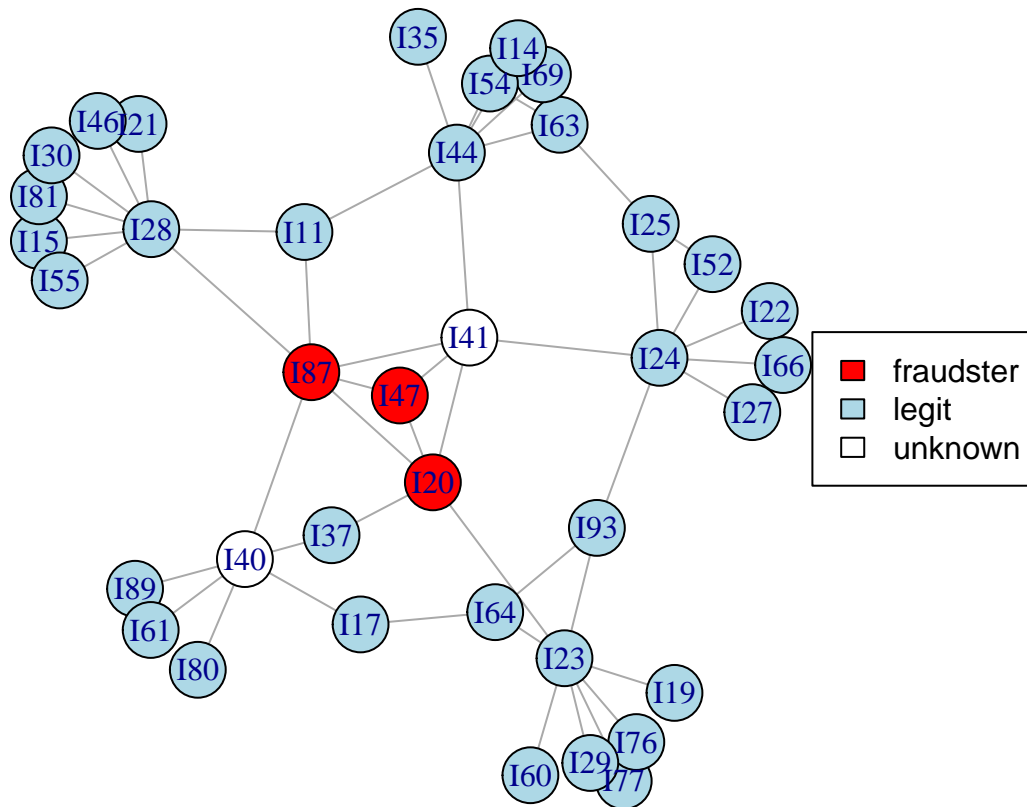 I35
I14
I54
I69
I46
I21
I63
I30
I44
I81
I25
I28
I11
I15
I52
I55
I22
I41
I24
I66
I87
I47
I27
fraudster
legit
unknown
I20
I93
I37
I40
I89
I64
I17
I61
I23
I80
I19
I76
I29
I60
I77